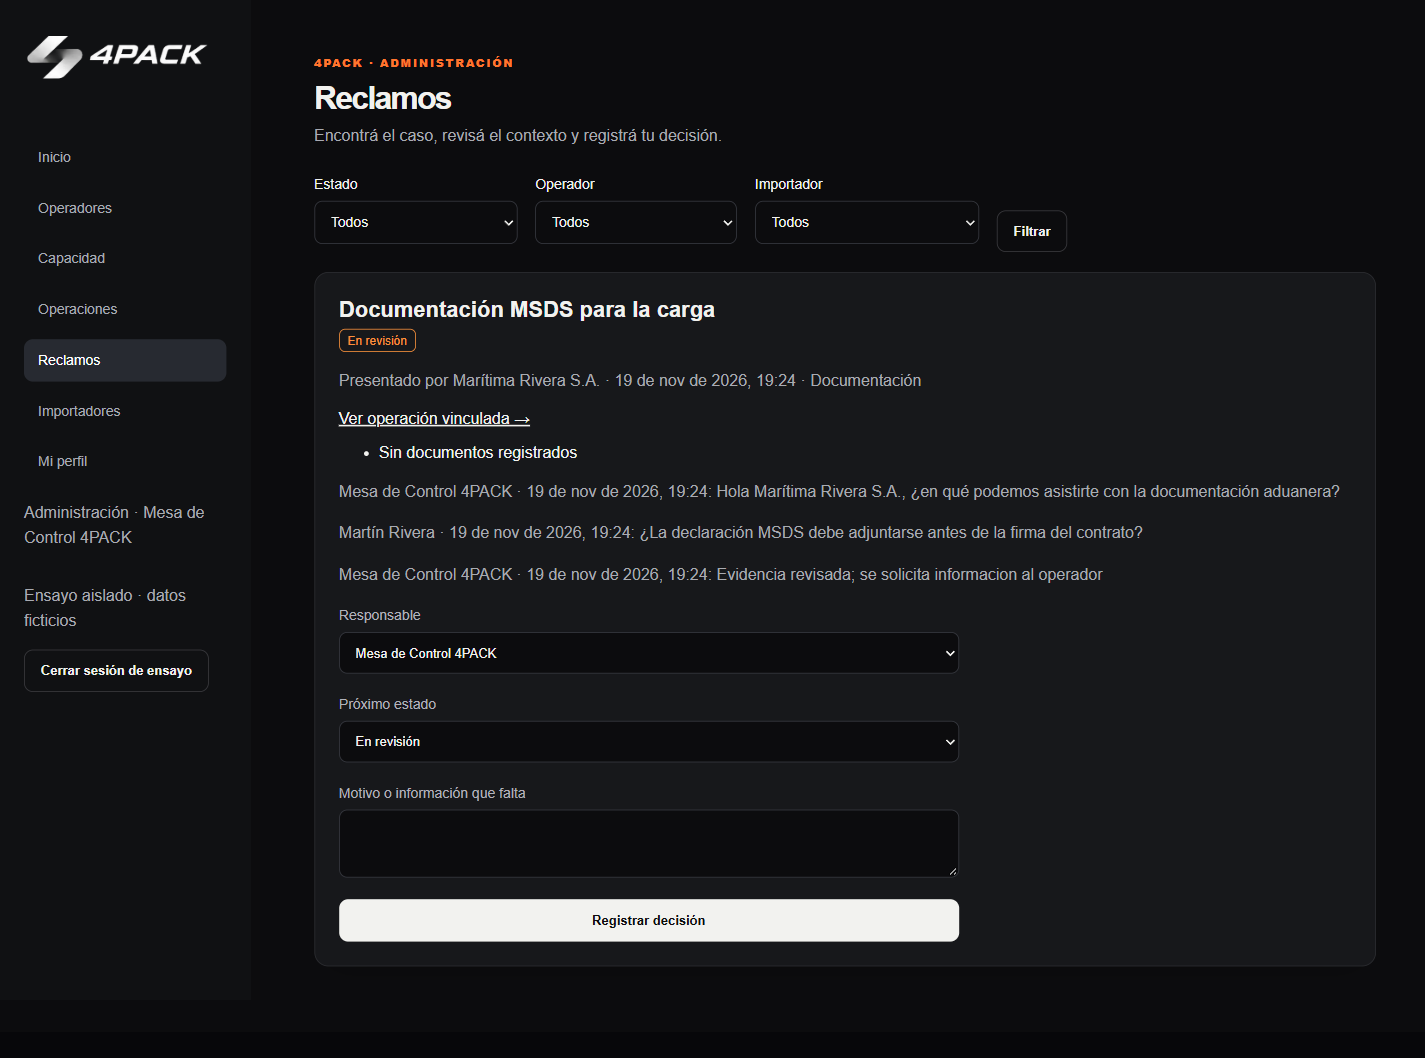 4PACK
Inicio
Operadores
Capacidad
Operaciones
Reclamos
Importadores
Mi perfil
Administración · Mesa de
Control 4PACK
Ensayo aislado · datos
ficticios
Cerrar sesión de ensayo
4PACK · ADMINISTRACIÓN
Reclamos
Encontrá el caso, revisá el contexto y registrá tu decisión.
Estado
Todos
Operador
Todos
Importador
Todos
Filtrar
Documentación MSDS para la carga
En revisión
Presentado por Marítima Rivera S.A. · 19 de nov de 2026, 19:24 · Documentación
Ver operación vinculada →
• Sin documentos registrados
Mesa de Control 4PACK · 19 de nov de 2026, 19:24: Hola Marítima Rivera S.A., ¿en qué podemos asistirte con la documentación aduanera?
Martín Rivera · 19 de nov de 2026, 19:24: ¿La declaración MSDS debe adjuntarse antes de la firma del contrato?
Mesa de Control 4PACK · 19 de nov de 2026, 19:24: Evidencia revisada; se solicita informacion al operador
Responsable
Mesa de Control 4PACK
Próximo estado
En revisión
Motivo o información que falta
Registrar decisión